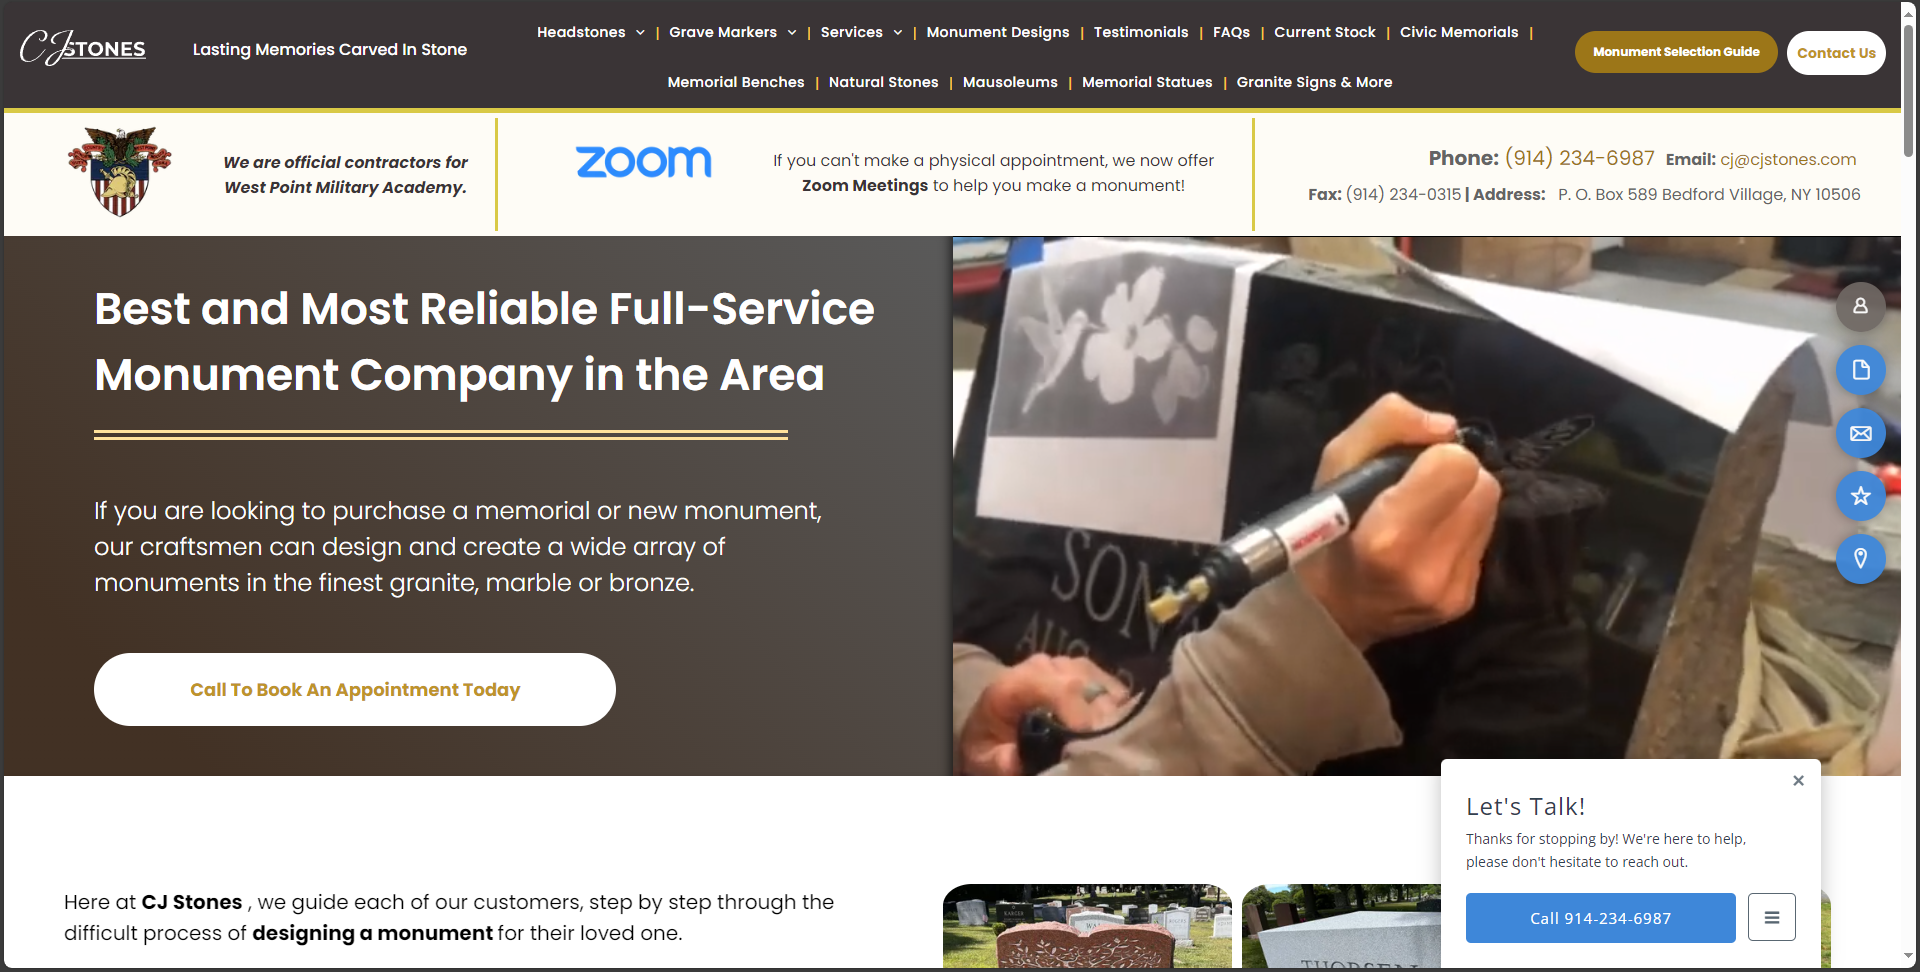 CJ STONES
Lasting Memories Carved In Stone
Headstones | Grave Markers | Services | Monument Designs | Testimonials | FAQs | Current Stock | Civic Memorials |
Memorial Benches | Natural Stones | Mausoleums | Memorial Statues | Granite Signs & More
Monument Selection Guide
Contact Us
We are official contractors for
West Point Military Academy.
zoom
If you can't make a physical appointment, we now offer
Zoom Meetings to help you make a monument!
Phone: (914) 234-6987 Email: cj@cjstones.com
Fax: (914) 234-0315 | Address: P. O. Box 589 Bedford Village, NY 10506
Best and Most Reliable Full-Service
Monument Company in the Area
If you are looking to purchase a memorial or new monument,
our craftsmen can design and create a wide array of
monuments in the finest granite, marble or bronze.
Call To Book An Appointment Today
SON
AUG
Let's Talk!
Thanks for stopping by! We're here to help,
please don't hesitate to reach out.
Call 914-234-6987
Here at CJ Stones , we guide each of our customers, step by step through the
difficult process of designing a monument for their loved one.
THORSEN